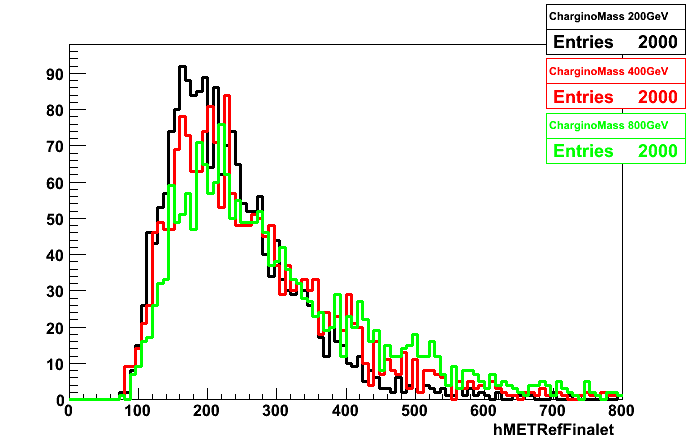 CharginoMass 200GeV
Entries 2000
CharginoMass 400GeV
Entries 2000
CharginoMass 800GeV
Entries 2000
90
80
70
60
50
40
30
20
10
0
0 100 200 300 400 500 600 700 800
hMETRefFinalet